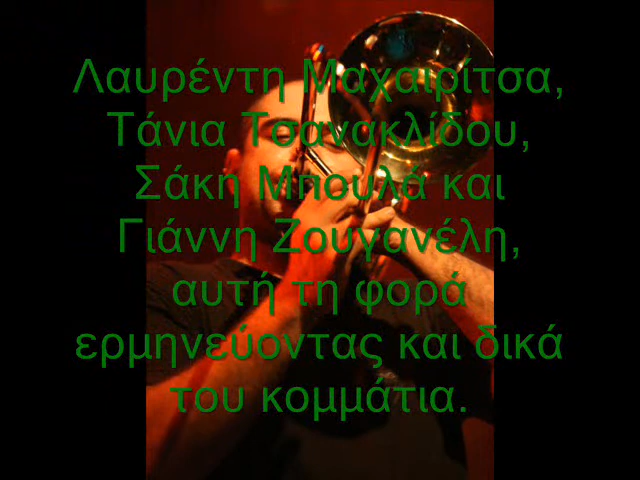 Λαυρέντη Μαχαιρίτσα,
Τάνια Τσανακλίδου,
Σάκη Μπουλά και
Γιάννη Ζουγανέλη,
αυτή τη φορά
ερμηνεύοντας και δικά
του κομμάτια.